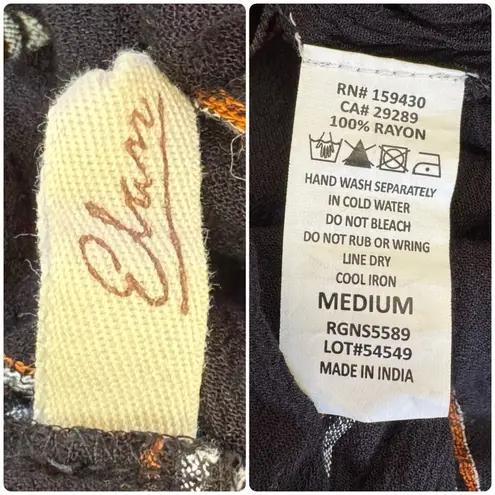 Elan
RN# 159430
CA# 29289
100% RAYON
HAND WASH SEPARATELY
IN COLD WATER
DO NOT BLEACH
DO NOT RUB OR WRING
LINE DRY
COOL IRON
MEDIUM
RGNS5589
LOT#54549
MADE IN INDIA